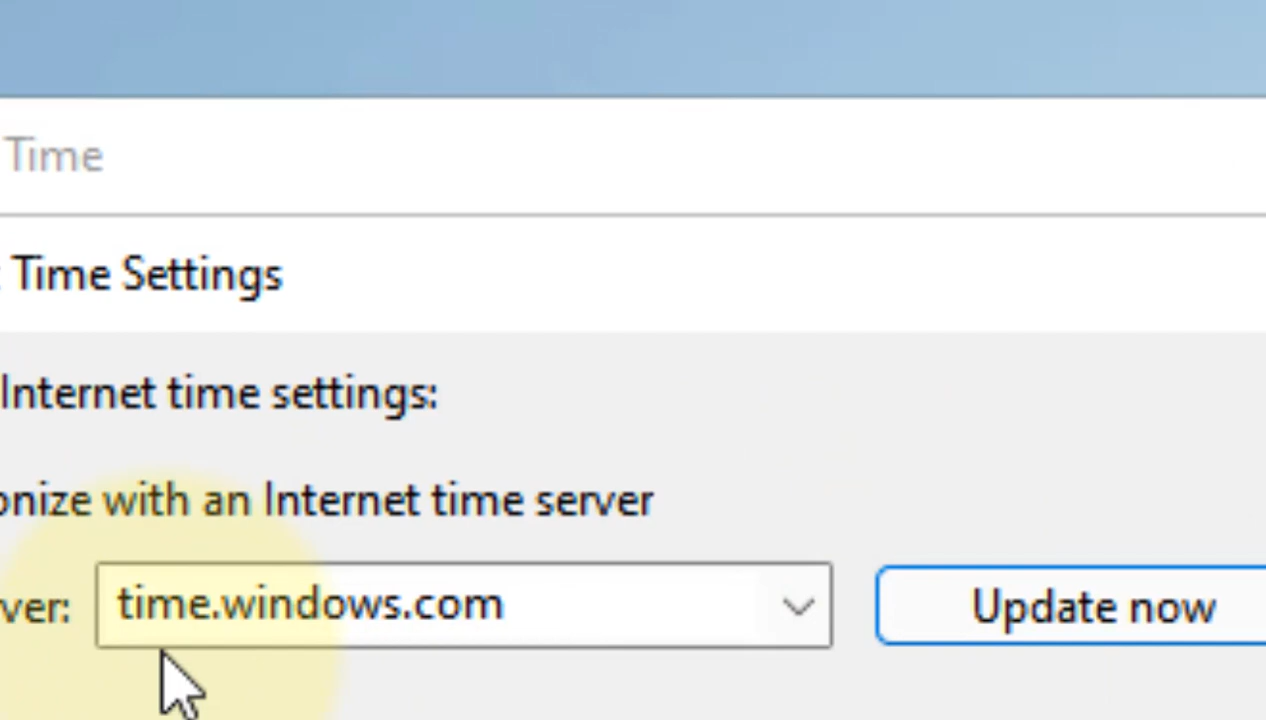 Time
Time Settings
Internet time settings:
onize with an Internet time server
ver: time.windows.com Update now